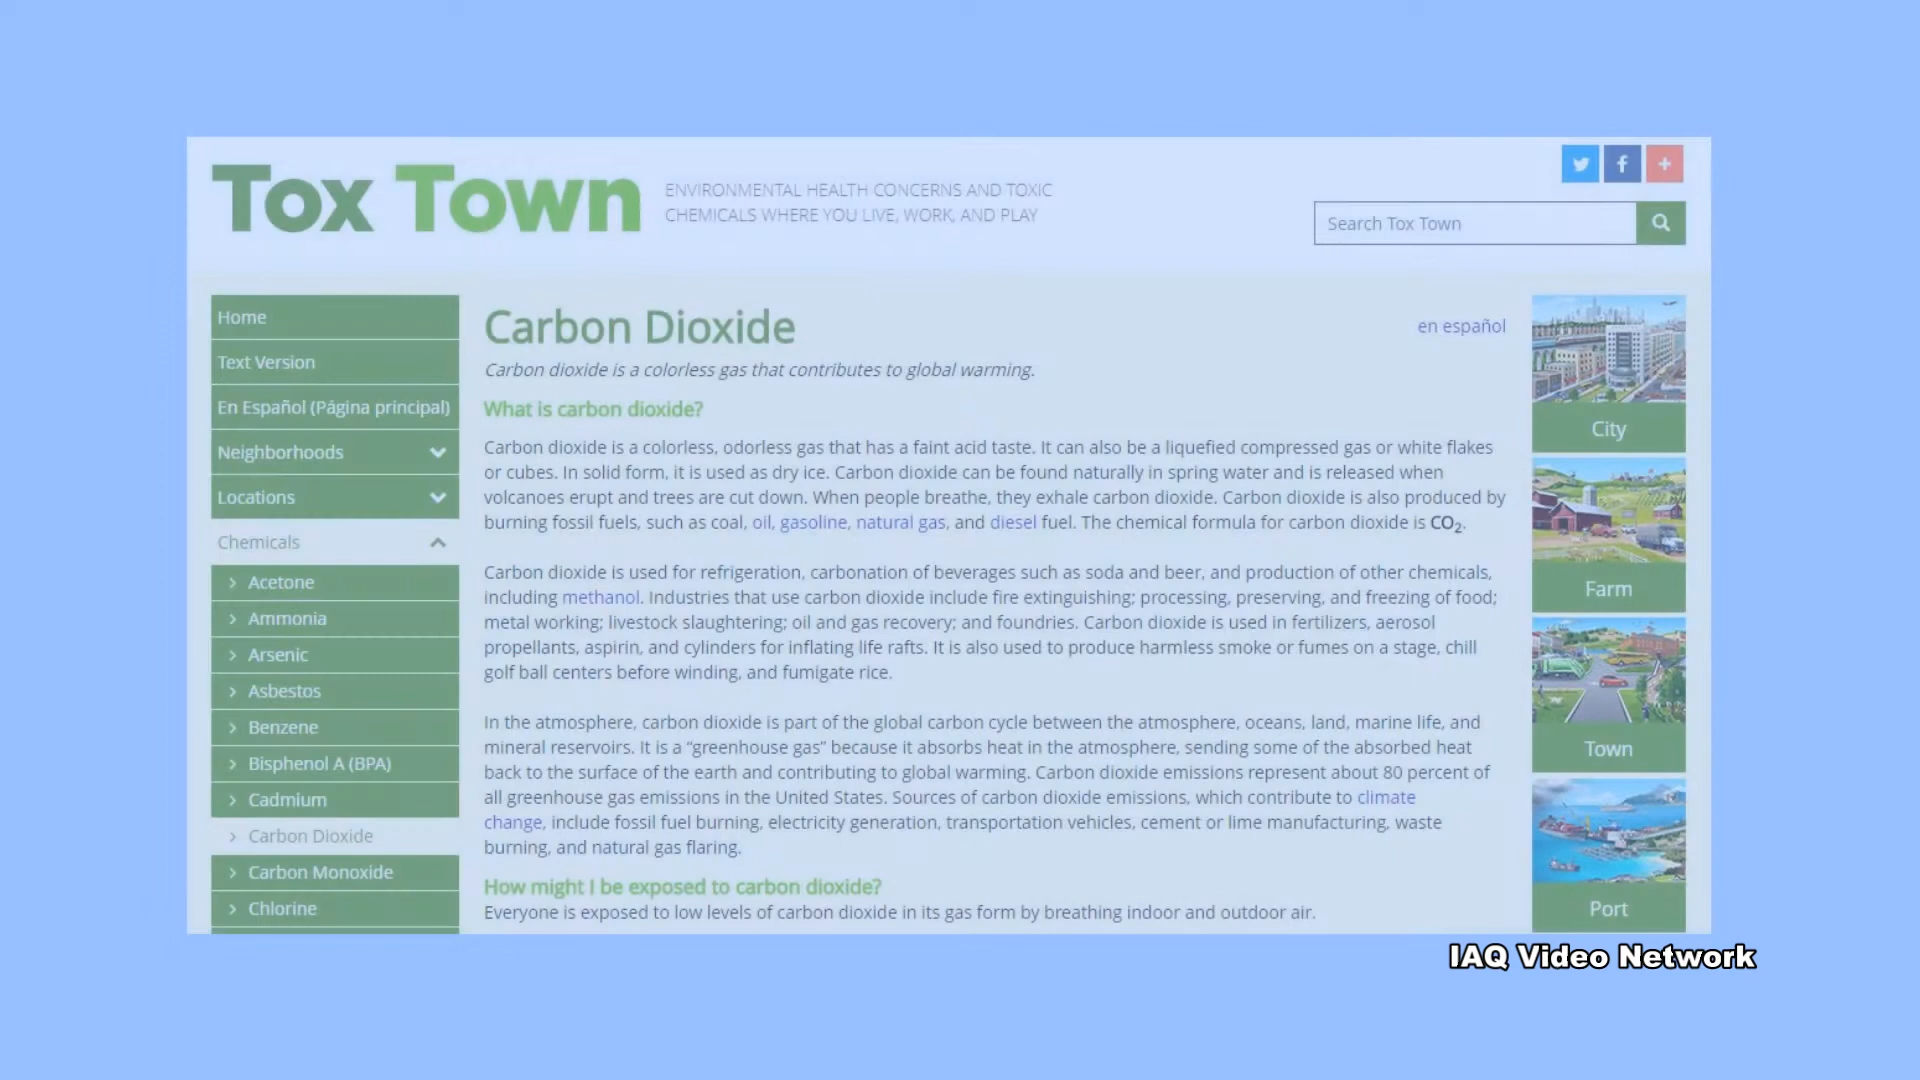 Tox Town
ENVIRONMENTAL HEALTH CONCERNS AND TOXIC
CHEMICALS WHERE YOU LIVE, WORK, AND PLAY
Search Tox Town
Home
Text Version
En Español (Página principal)
Neighborhoods
Locations
Chemicals
Acetone
Ammonia
Arsenic
Asbestos
Benzene
Bisphenol A (BPA)
Cadmium
Carbon Dioxide
Carbon Monoxide
Chlorine
Carbon Dioxide
en español
Carbon dioxide is a colorless gas that contributes to global warming.
What is carbon dioxide?
Carbon dioxide is a colorless, odorless gas that has a faint acid taste. It can also be a liquefied compressed gas or white flakes
or cubes. In solid form, it is used as dry ice. Carbon dioxide can be found naturally in spring water and is released when
volcanoes erupt and trees are cut down. When people breathe, they exhale carbon dioxide. Carbon dioxide is also produced by
burning fossil fuels, such as coal, oil, gasoline, natural gas, and diesel fuel. The chemical formula for carbon dioxide is CO₂.
Carbon dioxide is used for refrigeration, carbonation of beverages such as soda and beer, and production of other chemicals,
including methanol. Industries that use carbon dioxide include fire extinguishing; processing, preserving, and freezing of food;
metal working; livestock slaughtering; oil and gas recovery; and foundries. Carbon dioxide is used in fertilizers, aerosol
propellants, aspirin, and cylinders for inflating life rafts. It is also used to produce harmless smoke or fumes on a stage, chill
golf ball centers before winding, and fumigate rice.
In the atmosphere, carbon dioxide is part of the global carbon cycle between the atmosphere, oceans, land, marine life, and
mineral reservoirs. It is a “greenhouse gas” because it absorbs heat in the atmosphere, sending some of the absorbed heat
back to the surface of the earth and contributing to global warming. Carbon dioxide emissions represent about 80 percent of
all greenhouse gas emissions in the United States. Sources of carbon dioxide emissions, which contribute to climate
change, include fossil fuel burning, electricity generation, transportation vehicles, cement or lime manufacturing, waste
burning, and natural gas flaring.
How might I be exposed to carbon dioxide?
Everyone is exposed to low levels of carbon dioxide in its gas form by breathing indoor and outdoor air.
City
Farm
Town
Port
IAQ Video Network